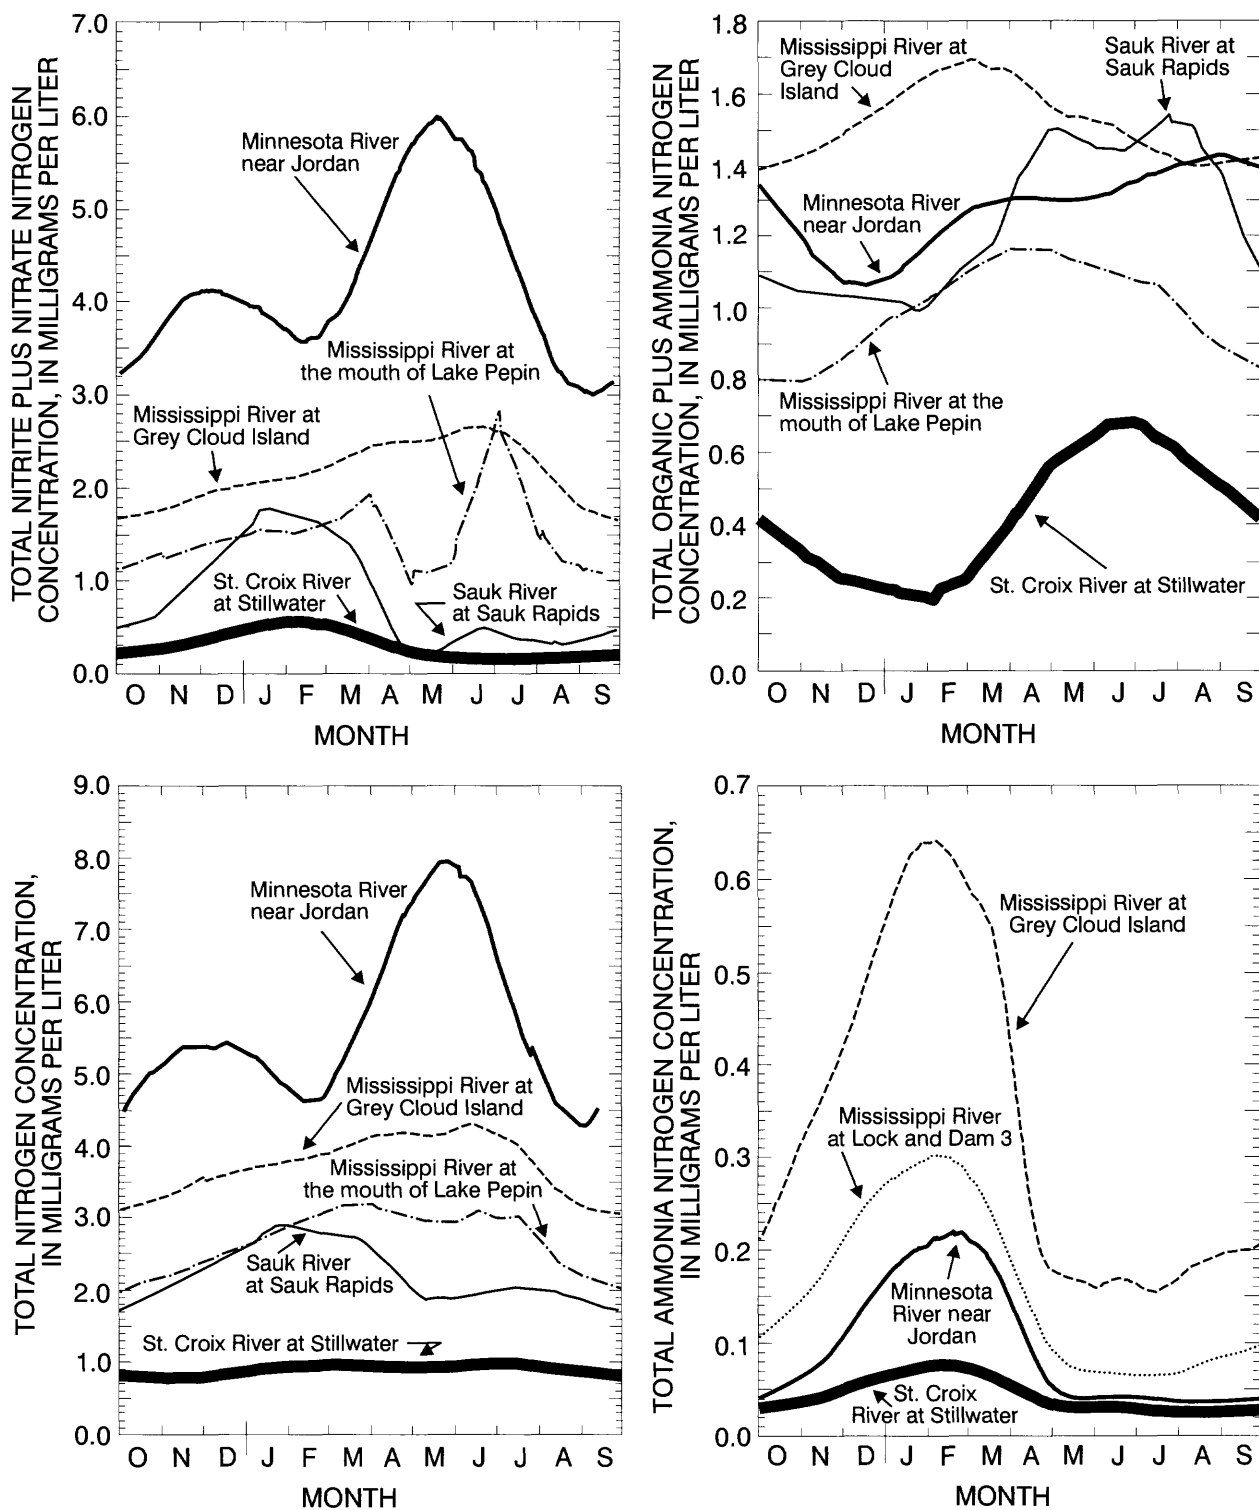 TOTAL NITRITE PLUS NITRATE NITROGEN
CONCENTRATION, IN MILLIGRAMS PER LITER
7.0
6.0
5.0
4.0
3.0
2.0
1.0
0.0
Minnesota River
near Jordan
Mississippi River at
the mouth of Lake Pepin
Mississippi River at
Grey Cloud Island
St. Croix River
at Stillwater
Sauk River
at Sauk Rapids
O N D J F M A M J J A S
MONTH
TOTAL ORGANIC PLUS AMMONIA NITROGEN
CONCENTRATION, IN MILLIGRAMS PER LITER
1.8
1.6
1.4
1.2
1.0
0.8
0.6
0.4
0.2
0.0
Mississippi River at
Grey Cloud
Island
Sauk River at
Sauk Rapids
Minnesota River
near Jordan
Mississippi River at the
mouth of Lake Pepin
St. Croix River at Stillwater
O N D J F M A M J J A S
MONTH
TOTAL NITROGEN CONCENTRATION,
IN MILLIGRAMS PER LITER
9.0
8.0
7.0
6.0
5.0
4.0
3.0
2.0
1.0
0.0
Minnesota River
near Jordan
Mississippi River at
Grey Cloud Island
Mississippi River at
the mouth of Lake Pepin
Sauk River
at Sauk Rapids
St. Croix River at Stillwater
O N D J F M A M J J A S
MONTH
TOTAL AMMONIA NITROGEN CONCENTRATION,
IN MILLIGRAMS PER LITER
0.7
0.6
0.5
0.4
0.3
0.2
0.1
0.0
Mississippi River at
Grey Cloud Island
Mississippi River
at Lock and Dam 3
Minnesota
River near
Jordan
St. Croix
River at Stillwater
O N D J F M A M J J A S
MONTH